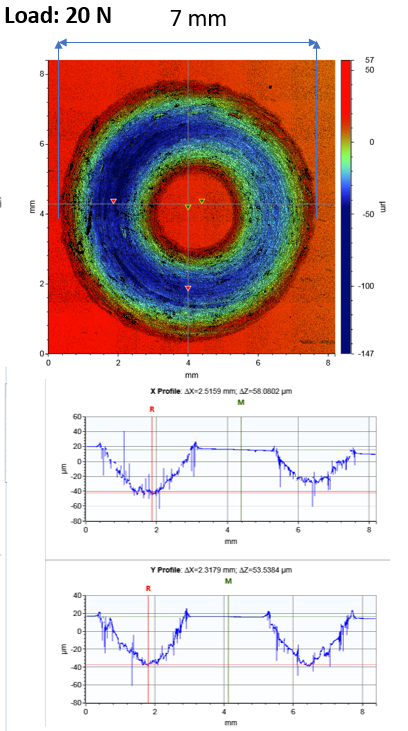 Load: 20 N
7 mm
57
50
0
-50
-100
-147
µm
8
6
4
2
0
mm
0 2 4 6 8
mm
X Profile: ΔX=2.5159 mm; ΔZ=58.0802 µm
R
M
60
40
20
0
-20
-40
-60
-80
µm
0 2 4 6 8
mm
Y Profile: ΔX=2.3179 mm; ΔZ=53.5384 µm
R
M
40
20
0
-20
-40
-60
-80
µm
0 2 4 6 8
mm